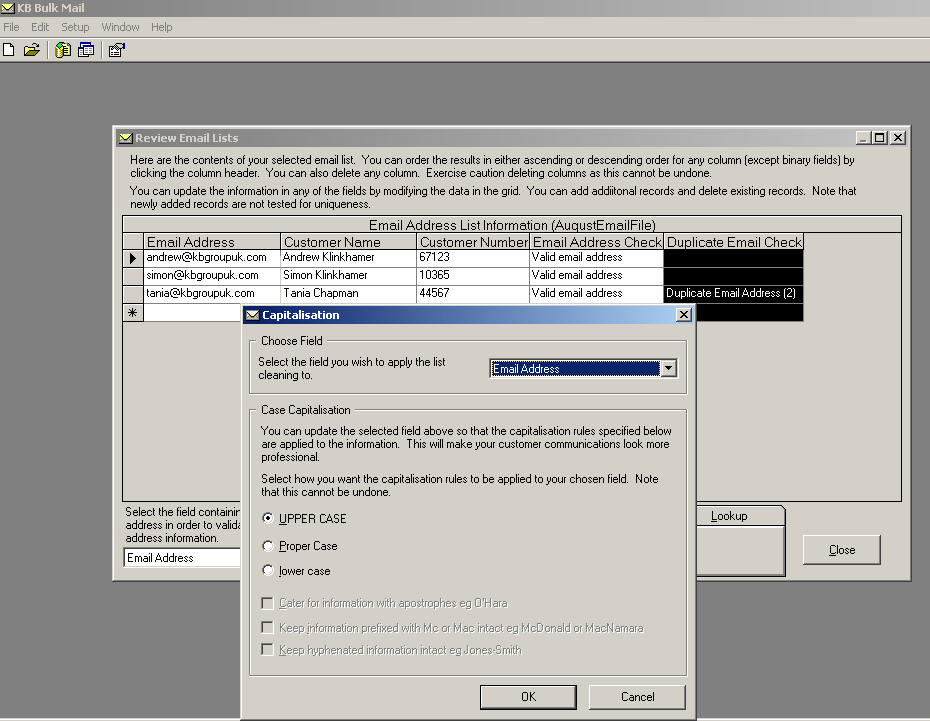 KB Bulk Mail
File Edit Setup Window Help
Review Email Lists
Here are the contents of your selected email list. You can order the results in either ascending or descending order for any column (except binary fields) by
clicking the column header. You can also delete any column. Exercise caution deleting columns as this cannot be undone.
You can update the information in any of the fields by modifying the data in the grid. You can add addiitonal records and delete existing records. Note that
newly added records are not tested for uniqueness.
Email Address List Information (AugustEmailFile)
Email Address Customer Name Customer Number Email Address Check Duplicate Email Check
andrew@kbgroupuk.com Andrew Klinkhamer 67123 Valid email address
simon@kbgroupuk.com Simon Klinkhamer 10365 Valid email address
tania@kbgroupuk.com Tania Chapman 44567 Valid email address Duplicate Email Address (2)
Capitalisation
Choose Field
Select the field you wish to apply the list
cleaning to.
Email Address
Case Capitalisation
You can update the selected field above so that the capitalisation rules specified below
are applied to the information. This will make your customer communications look more
professional.
Select how you want the capitalisation rules to be applied to your chosen field. Note
that this cannot be undone.
UPPER CASE
Proper Case
lower case
Cater for information with apostrophes eg O'Hara
Keep information prefixed with Mc or Mac intact eg McDonald or MacNamara
Keep hyphenated information intact eg Jones-Smith
OK Cancel
Select the field containin
address in order to valida
address information.
Email Address
Lookup
Close